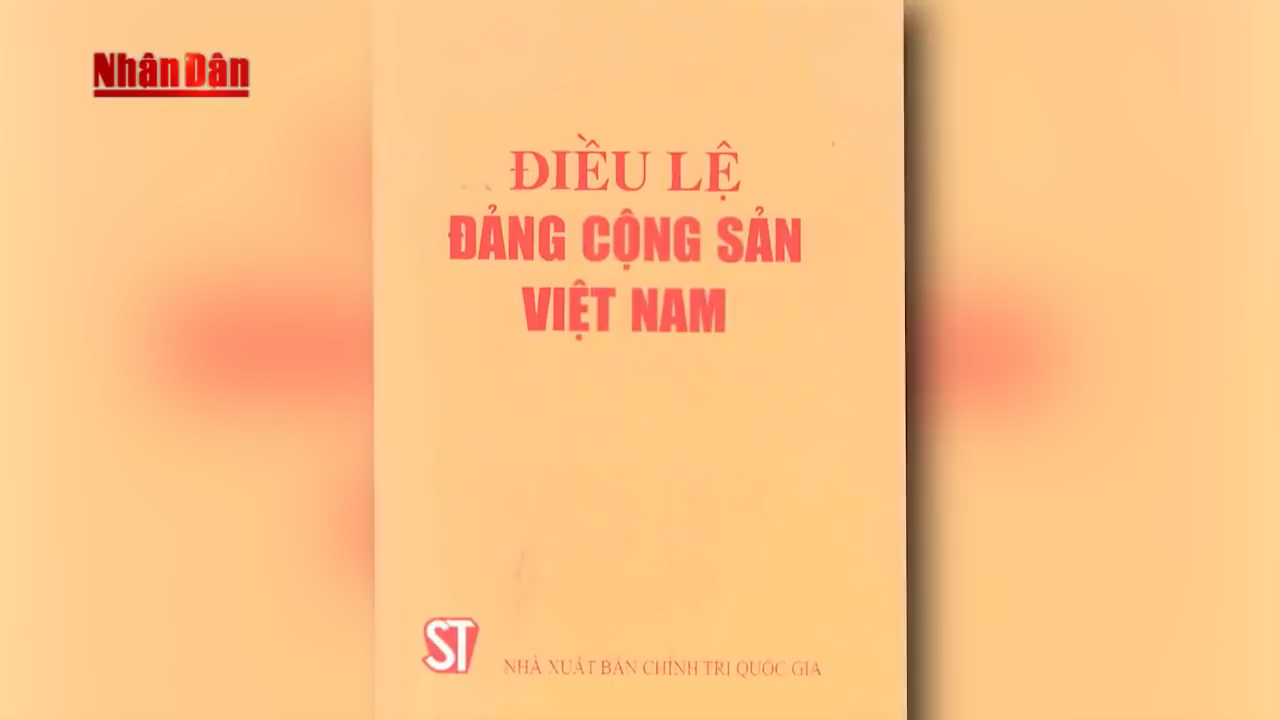 Nhân Dân
ĐIỀU LỆ
ĐẢNG CỘNG SẢN
VIỆT NAM
ST
NHÀ XUẤT BẢN CHÍNH TRỊ QUỐC GIA